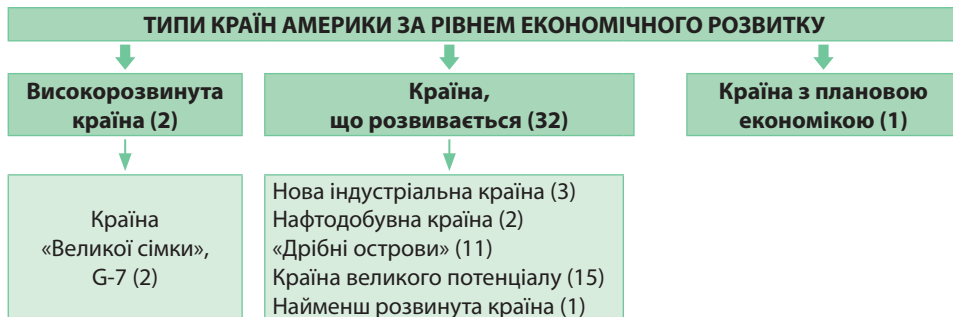 ТИПИ КРАЇН АМЕРИКИ ЗА РІВНЕМ ЕКОНОМІЧНОГО РОЗВИТКУ
Високорозвинута
країна (2)
Країна,
що розвивається (32)
Країна з плановою
економікою (1)
Країна
«Великої сімки»,
G-7 (2)
Нова індустріальна країна (3)
Нафтодобувна країна (2)
«Дрібні острови» (11)
Країна великого потенціалу (15)
Найменш розвинута країна (1)